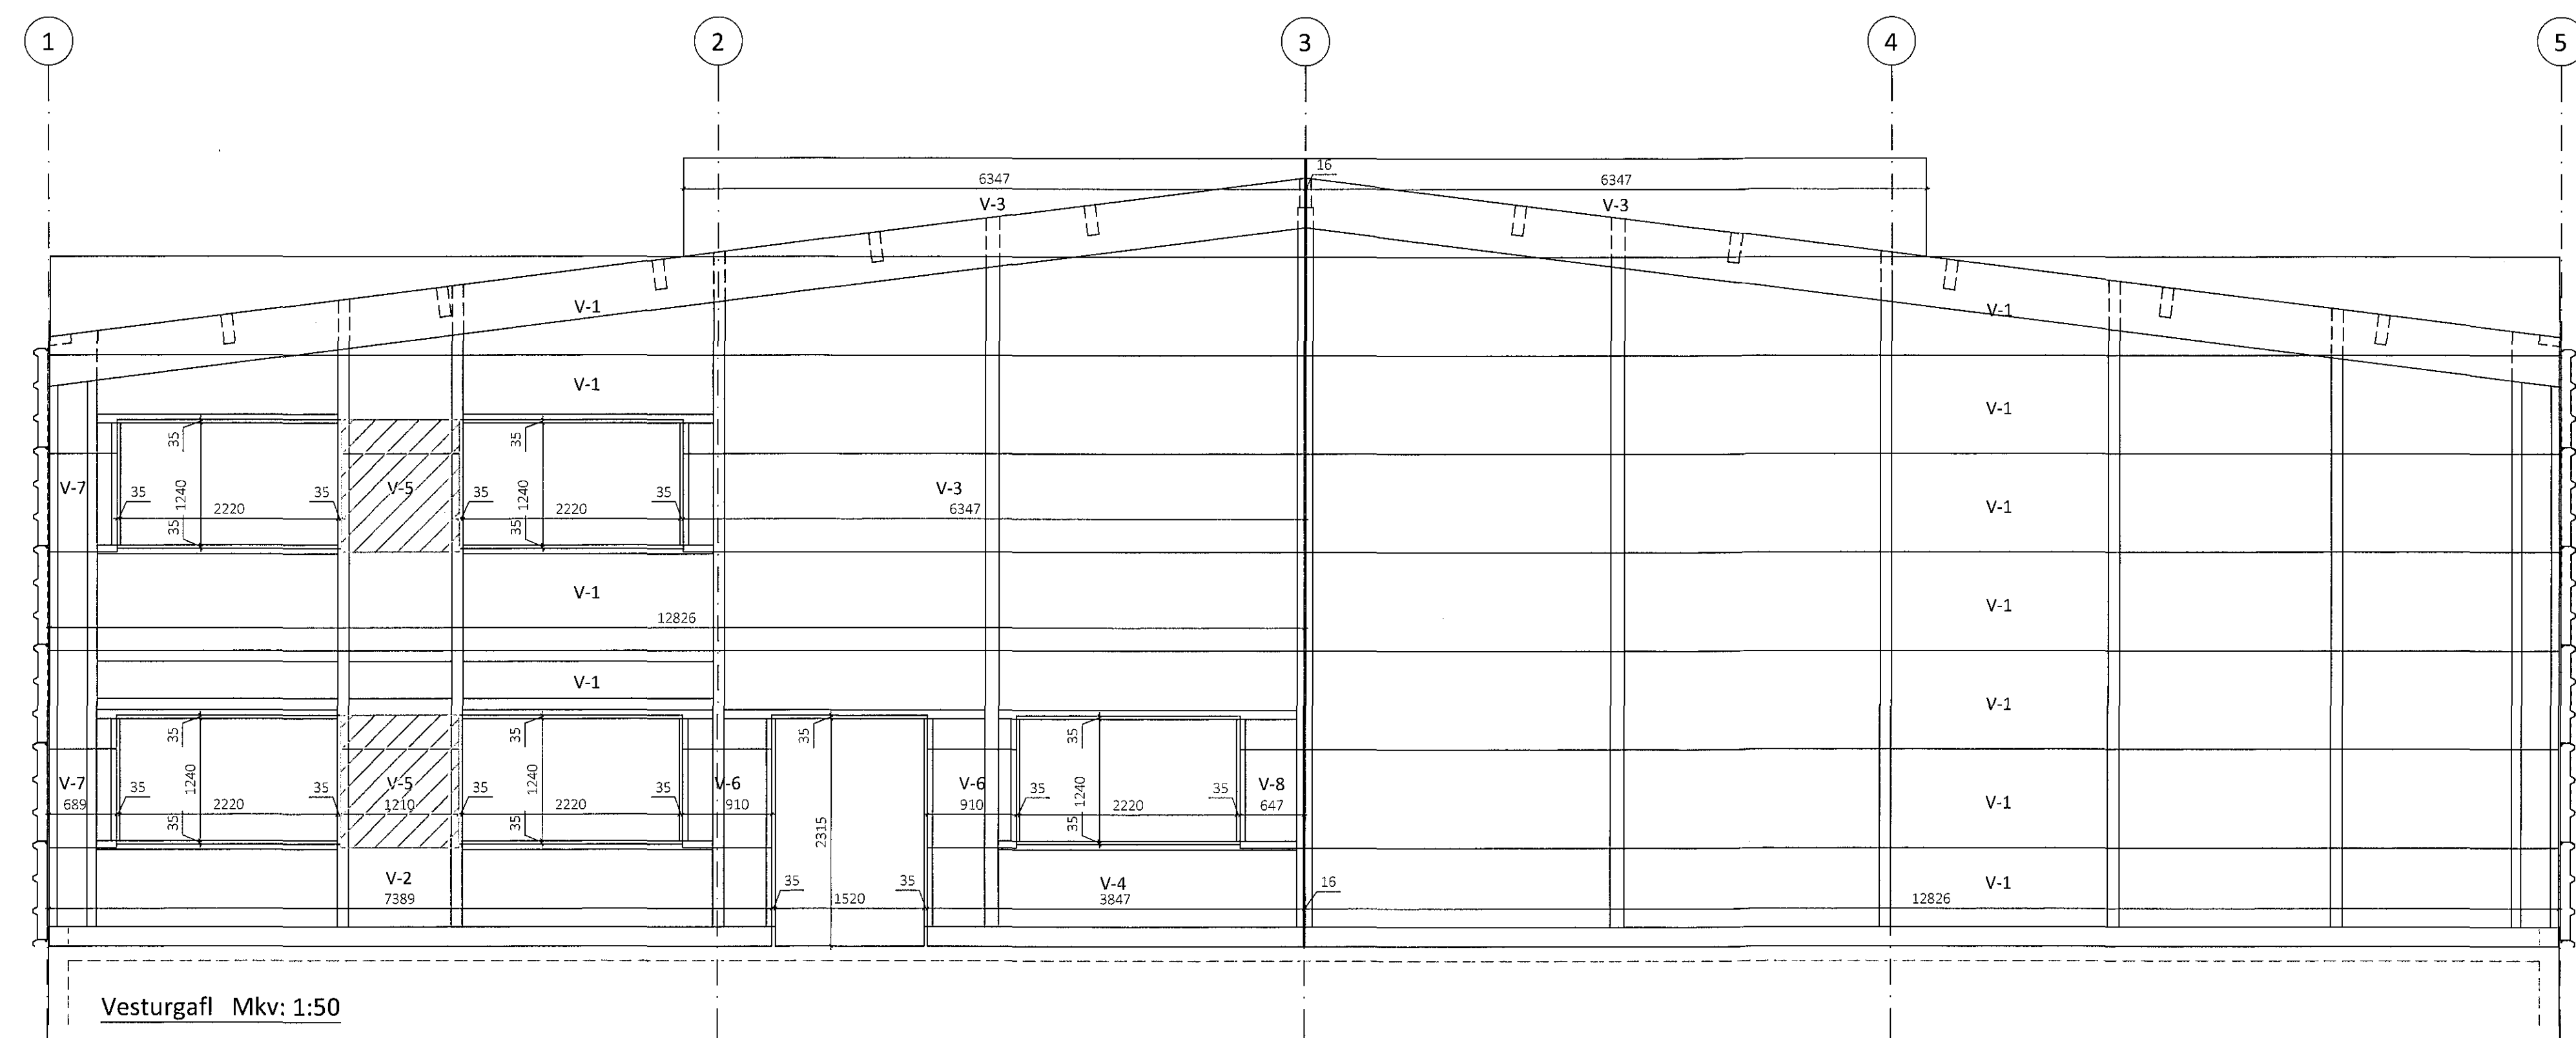 1 2 3 4 5
16
6347 6347
V-3 V-3
V-1 V-1
V-1
V-1
35 35
V-7 35 1240 35 V-5 35 1240 35 V-3 V-1
2220 2220 6347
35 35
V-1 V-1
12826
V-1 V-1
35 35 35 35
V-7 35 1240 35 V-5 35 1240 35 V-6 V-6 35 1240 35 V-8 V-1
689 2220 1210 2220 910 910 2220 647
35 35 2315 35
V-2 35 35 V-4 16 V-1
7389 1520 3847 12826
Vesturgafl Mkv: 1:50